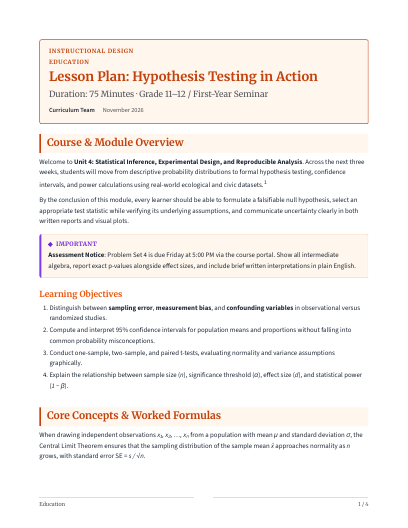 INSTRUCTIONAL DESIGN
EDUCATION
Lesson Plan: Hypothesis Testing in Action
Duration: 75 Minutes · Grade 11–12 / First-Year Seminar
Curriculum Team November 2026
Course & Module Overview
Welcome to Unit 4: Statistical Inference, Experimental Design, and Reproducible Analysis. Across the next three
weeks, students will move from descriptive probability distributions to formal hypothesis testing, confidence
intervals, and power calculations using real-world ecological and civic datasets.¹
By the conclusion of this module, every learner should be able to formulate a falsifiable null hypothesis, select an
appropriate test statistic while verifying its underlying assumptions, and communicate uncertainty clearly in both
written reports and visual plots.
◆ IMPORTANT
Assessment Notice: Problem Set 4 is due Friday at 5:00 PM via the course portal. Show all intermediate
algebra, report exact p-values alongside effect sizes, and include brief written interpretations in plain English.
Learning Objectives
1. Distinguish between sampling error, measurement bias, and confounding variables in observational versus
randomized studies.
2. Compute and interpret 95% confidence intervals for population means and proportions without falling into
common probability misconceptions.
3. Conduct one-sample, two-sample, and paired t-tests, evaluating normality and variance assumptions
graphically.
4. Explain the relationship between sample size (n), significance threshold (α), effect size (d), and statistical power
(1 − β).
Core Concepts & Worked Formulas
When drawing independent observations x₁, x₂, …, xₙ from a population with mean μ and standard deviation σ, the
Central Limit Theorem ensures that the sampling distribution of the sample mean x̄ approaches normality as n
grows, with standard error SE = s / √n.
Education 1 / 4